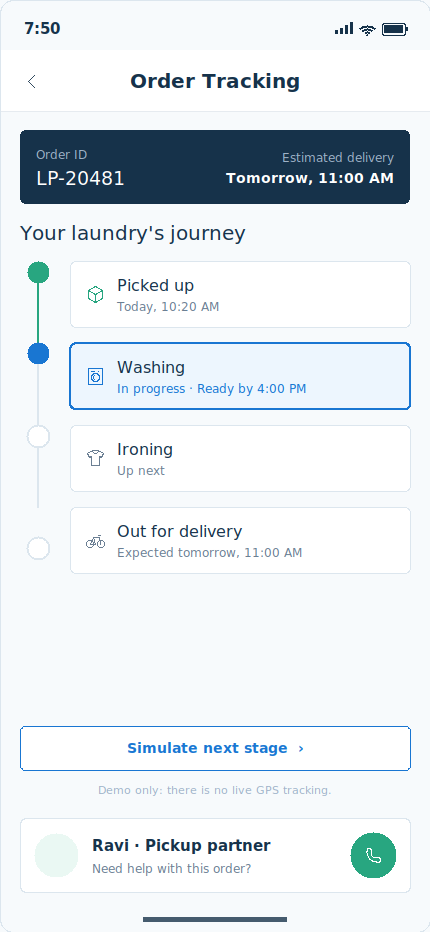 7:50
Order Tracking
Order ID
LP-20481
Estimated delivery
Tomorrow, 11:00 AM
Your laundry's journey
Picked up
Today, 10:20 AM
Washing
In progress · Ready by 4:00 PM
Ironing
Up next
Out for delivery
Expected tomorrow, 11:00 AM
Simulate next stage ›
Demo only: there is no live GPS tracking.
Ravi · Pickup partner
Need help with this order?